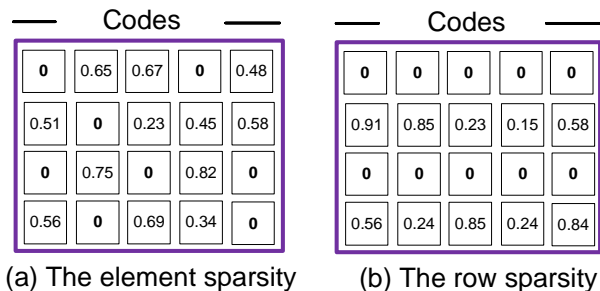 Codes
0 0.65 0.67 0 0.48
0.51 0 0.23 0.45 0.58
0 0.75 0 0.82 0
0.56 0 0.69 0.34 0
(a) The element sparsity
Codes
0 0 0 0 0
0.91 0.85 0.23 0.15 0.58
0 0 0 0 0
0.56 0.24 0.85 0.24 0.84
(b) The row sparsity